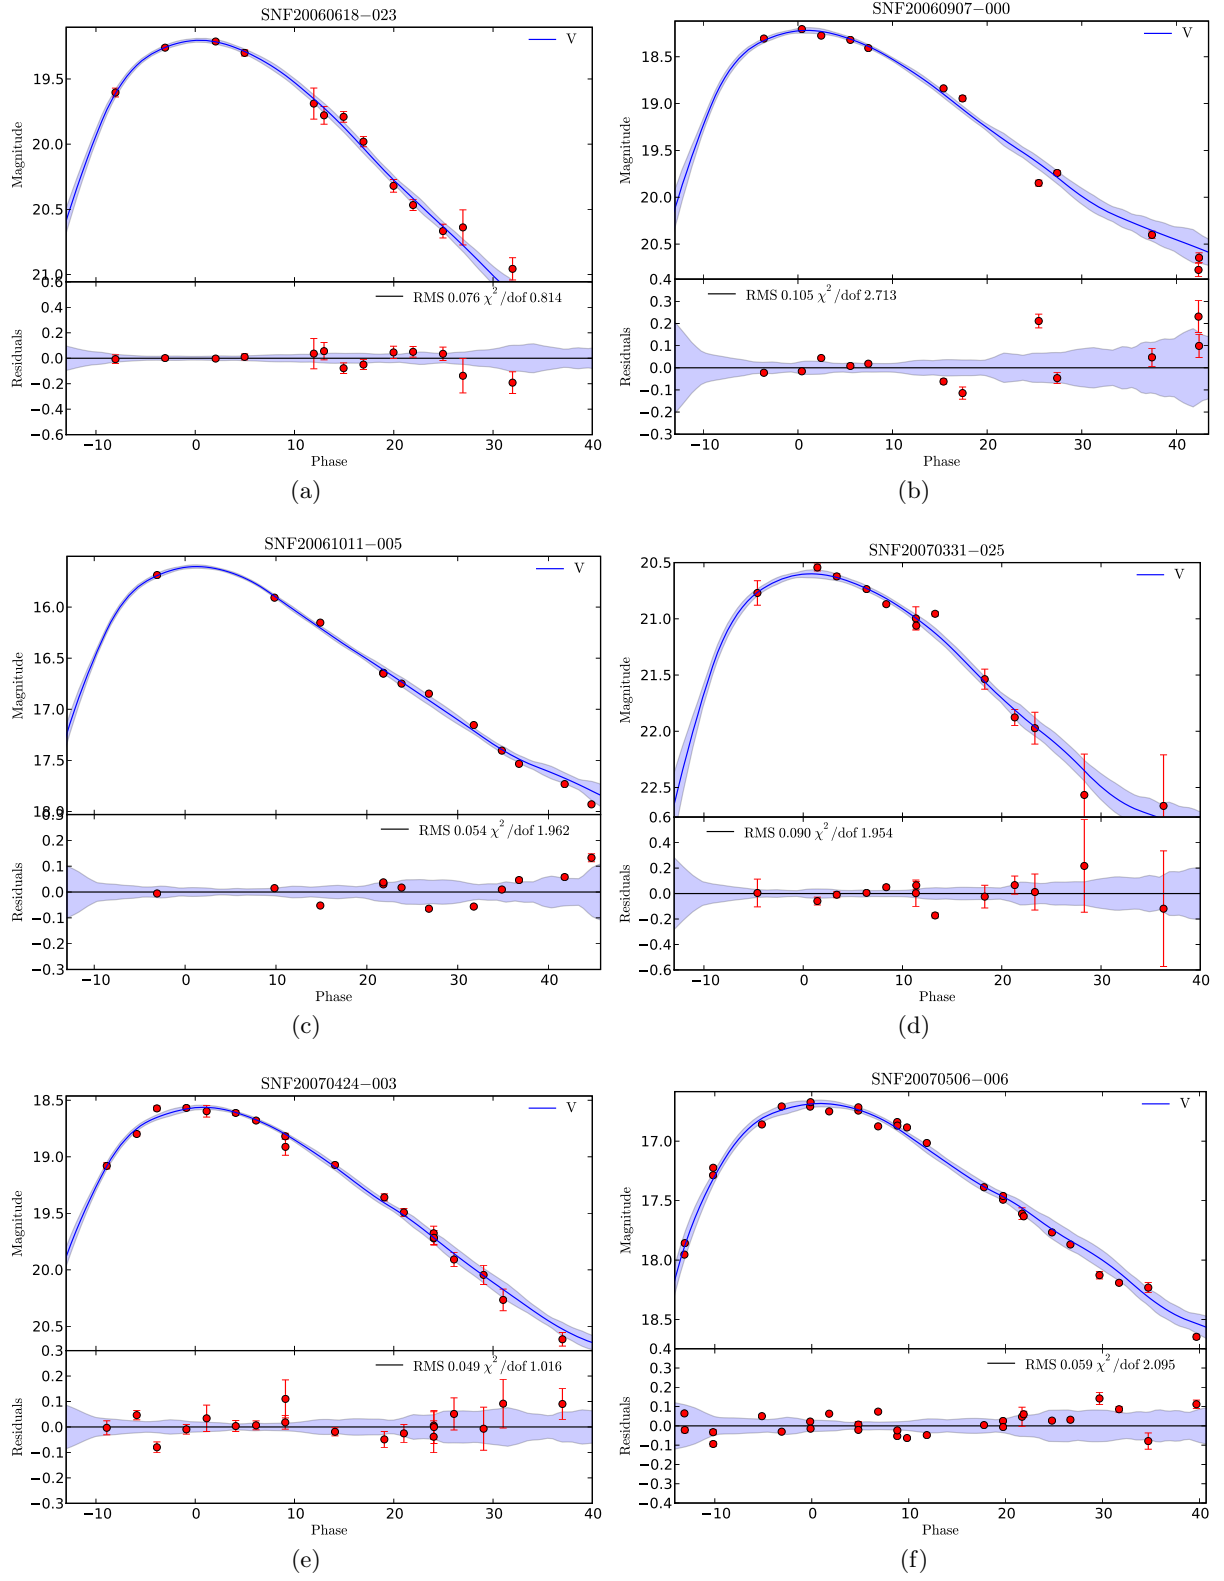 SNF20060618−023
V
19.5
20.0
20.5
21.0
Magnitude
0.6
RMS 0.076 χ²/dof 0.814
0.4
0.2
0.0
−0.2
−0.4
−0.6
Residuals
−10 0 10 20 30 40
Phase
(a)
SNF20060907−000
V
18.5
19.0
19.5
20.0
20.5
Magnitude
0.4
RMS 0.105 χ²/dof 2.713
0.3
0.2
0.1
0.0
−0.1
−0.2
−0.3
Residuals
−10 0 10 20 30 40
Phase
(b)
SNF20061011−005
V
16.0
16.5
17.0
17.5
18.0
Magnitude
0.3
RMS 0.054 χ²/dof 1.962
0.2
0.1
0.0
−0.1
−0.2
−0.3
Residuals
−10 0 10 20 30 40
Phase
(c)
SNF20070331−025
V
20.5
21.0
21.5
22.0
22.5
Magnitude
0.6
RMS 0.090 χ²/dof 1.954
0.4
0.2
0.0
−0.2
−0.4
−0.6
Residuals
−10 0 10 20 30 40
Phase
(d)
SNF20070424−003
V
18.5
19.0
19.5
20.0
20.5
Magnitude
0.3
RMS 0.049 χ²/dof 1.016
0.2
0.1
0.0
−0.1
−0.2
−0.3
Residuals
−10 0 10 20 30 40
Phase
(e)
SNF20070506−006
V
17.0
17.5
18.0
18.5
Magnitude
0.4
RMS 0.059 χ²/dof 2.095
0.3
0.2
0.1
0.0
−0.1
−0.2
−0.3
−0.4
Residuals
−10 0 10 20 30 40
Phase
(f)